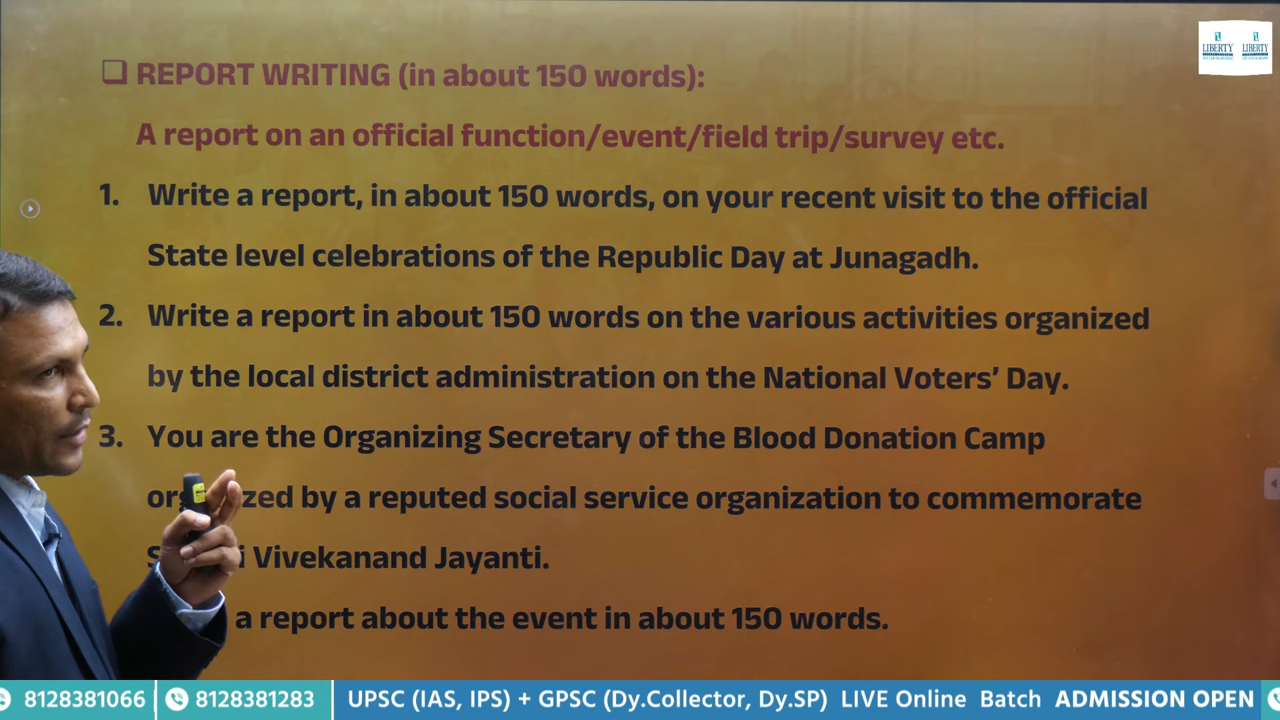 LIBERTY LIBERTY
❑ REPORT WRITING (in about 150 words):
A report on an official function/event/field trip/survey etc.
1. Write a report, in about 150 words, on your recent visit to the official
State level celebrations of the Republic Day at Junagadh.
2. Write a report in about 150 words on the various activities organized
by the local district administration on the National Voters’ Day.
3. You are the Organizing Secretary of the Blood Donation Camp
by a reputed social service organization to commemorate
Vivekanand Jayanti.
a report about the event in about 150 words.
8128381066 8128381283 UPSC (IAS, IPS) + GPSC (Dy.Collector, Dy.SP) LIVE Online Batch ADMISSION OPEN